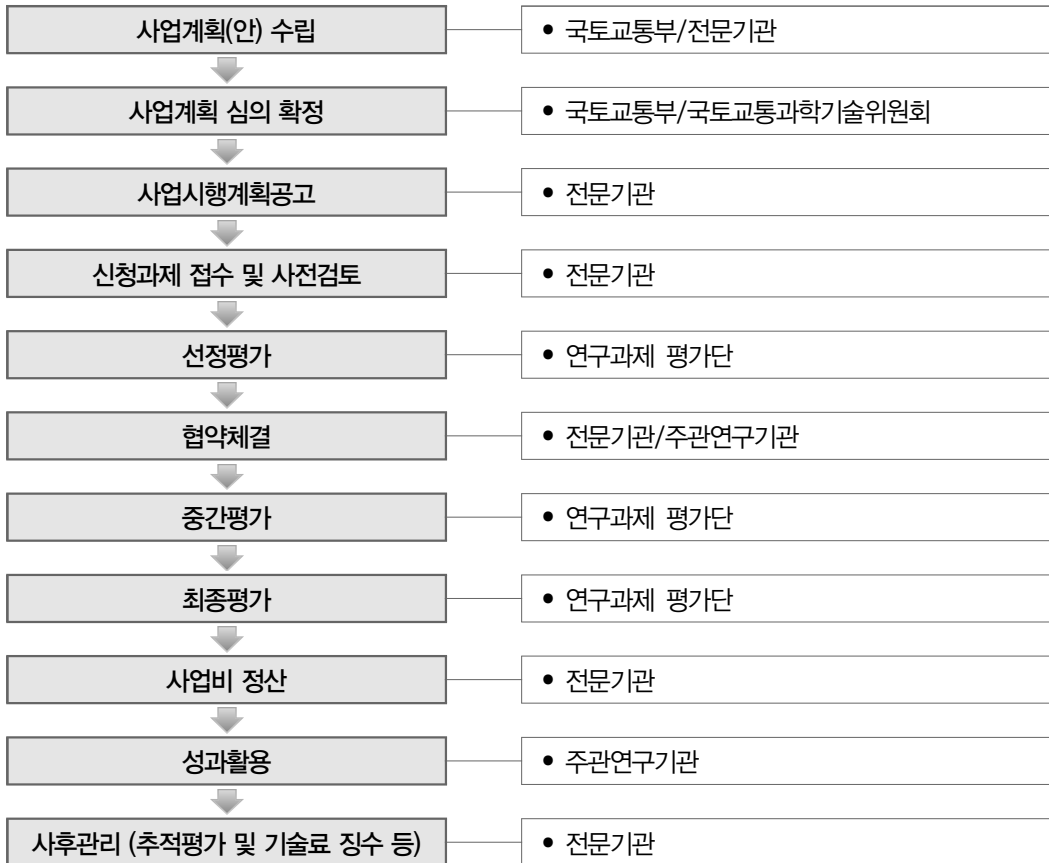 사업계획(안) 수립
• 국토교통부/전문기관
사업계획 심의 확정
• 국토교통부/국토교통과학기술위원회
사업시행계획공고
• 전문기관
신청과제 접수 및 사전검토
• 전문기관
선정평가
• 연구과제 평가단
협약체결
• 전문기관/주관연구기관
중간평가
• 연구과제 평가단
최종평가
• 연구과제 평가단
사업비 정산
• 전문기관
성과활용
• 주관연구기관
사후관리 (추적평가 및 기술료 징수 등)
• 전문기관